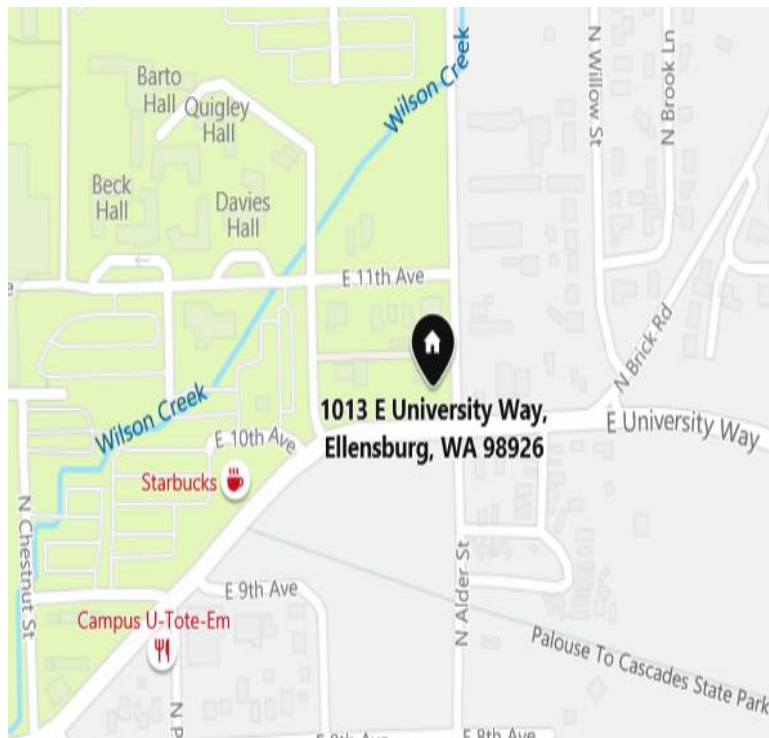 Barto
Hall
Quigley
Hall
Wilson Creek
N Willow St
N Brook Ln
Beck
Hall
Davies
Hall
E 11th Ave
N Brick Rd
1013 E University Way,
Ellensburg, WA 98926
E University Way
Wilson Creek
E 10th Ave
Starbucks
N Chestnut St
N Alder St
E 9th Ave
Campus U-Tote-Em
Palouse To Cascades State Park
N P
E 8th Ave